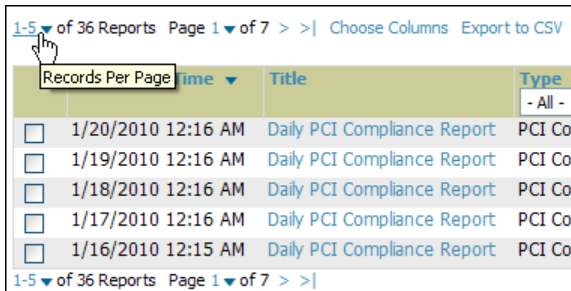 1-5 of 36 Reports Page 1 of 7 > >| Choose Columns Export to CSV
Records Per Page
Time Title Type
- All -
1/20/2010 12:16 AM Daily PCI Compliance Report PCI Co
1/19/2010 12:16 AM Daily PCI Compliance Report PCI Co
1/18/2010 12:16 AM Daily PCI Compliance Report PCI Co
1/17/2010 12:16 AM Daily PCI Compliance Report PCI Co
1/16/2010 12:15 AM Daily PCI Compliance Report PCI Co
1-5 of 36 Reports Page 1 of 7 > >|